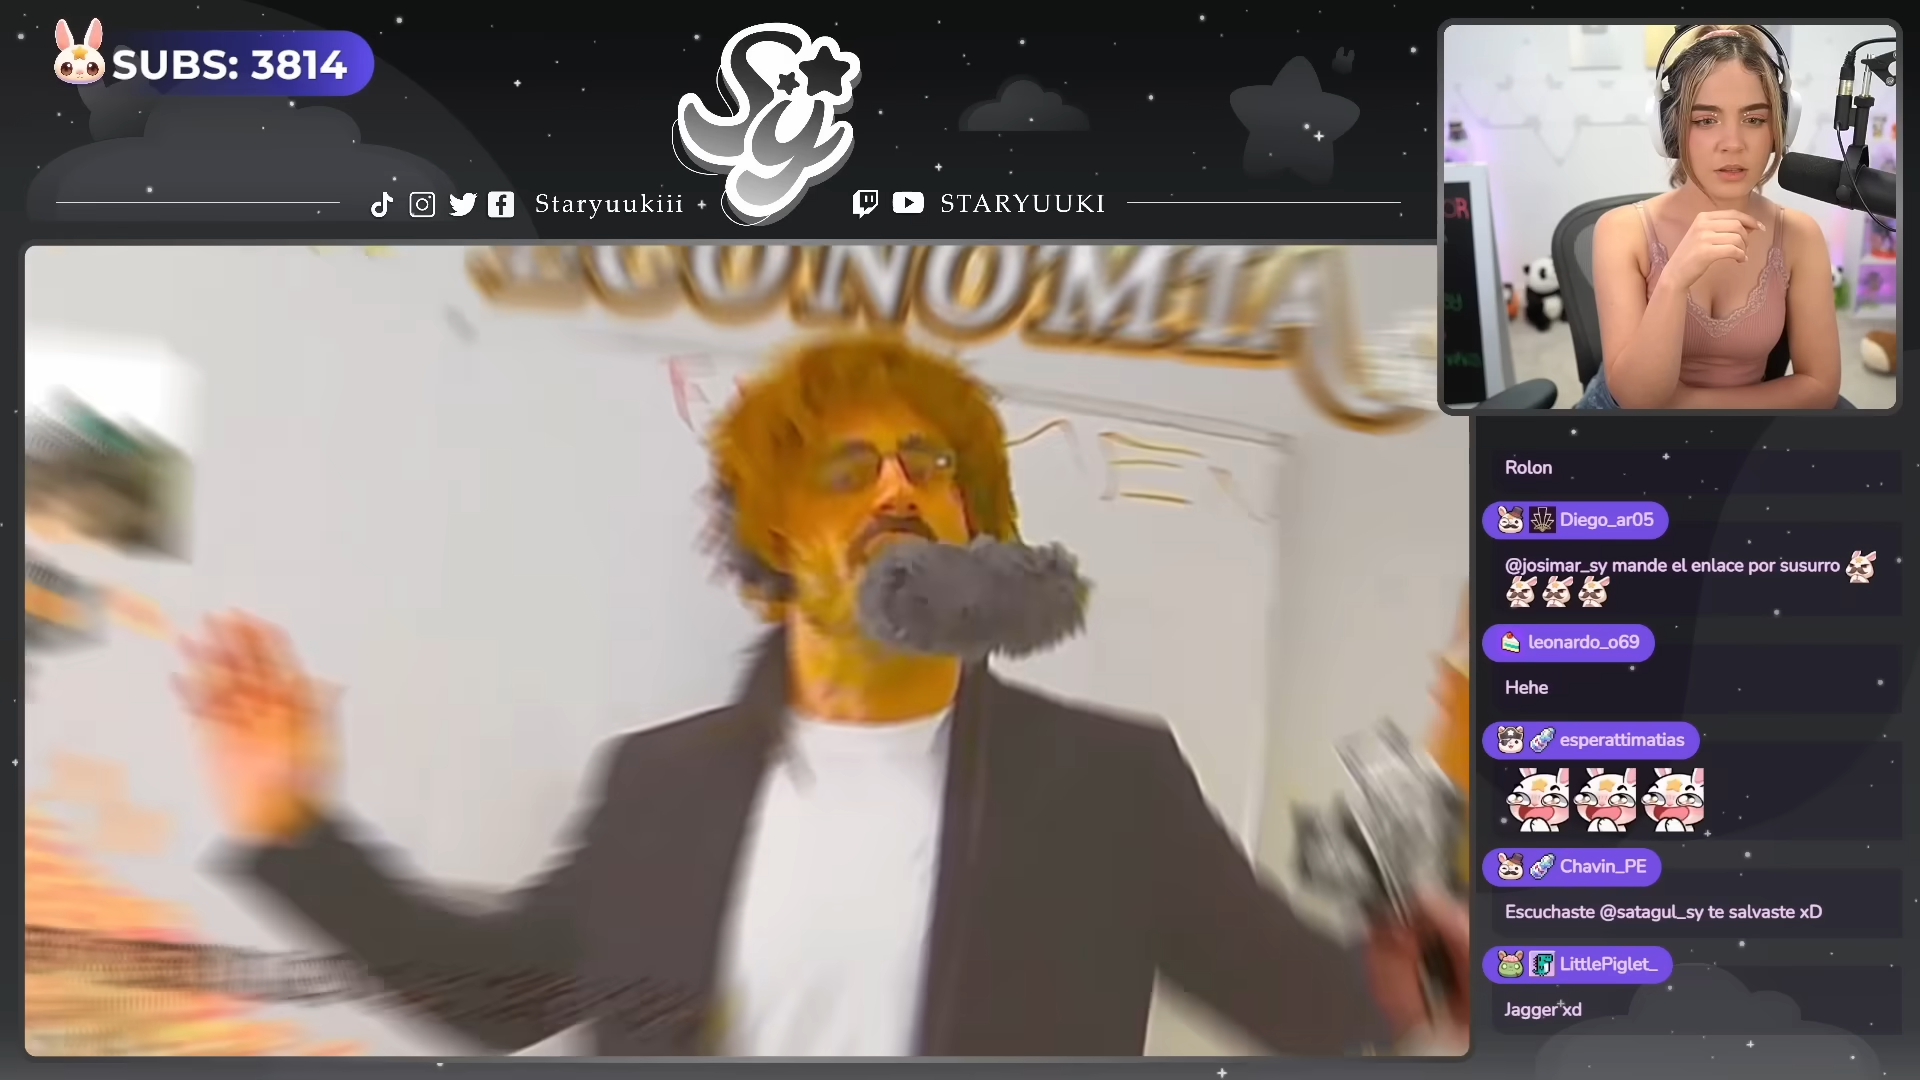 SUBS: 3814
Sy
Staryuukiii
STARYUUKI
ECONOMIA
Rolon
Diego_ar05
@josimar_sy mande el enlace por susurro
leonardo_o69
Hehe
esperattimatias
Chavin_PE
Escuchaste @satagul_sy te salvaste xD
LittlePiglet_
Jagger xd